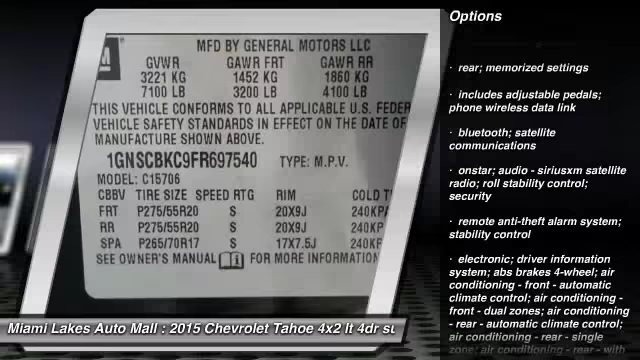 Options
MFD BY GENERAL MOTORS LLC
GVWR GAWR FRT GAWR RR
3221 KG 1452 KG 1860 KG
7100 LB 3200 LB 4100 LB
THIS VEHICLE CONFORMS TO ALL APPLICABLE U.S. FEDER
VEHICLE SAFETY STANDARDS IN EFFECT ON THE DATE OF
MANUFACTURE SHOWN ABOVE.
1GNSCBKC9FR697540 TYPE: M.P.V.
MODEL: C15706
CBBV TIRE SIZE SPEED RTG RIM COLD T
FRT P275/55R20 S 20X9J 240KPA
RR P275/55R20 S 20X9J 240KP
SPA P265/70R17 S 17X7.5J 240K
SEE OWNER'S MANUAL FOR MORE INFORMATION
· rear; memorized settings
· includes adjustable pedals;
phone wireless data link
· bluetooth; satellite
communications
· onstar; audio - siriusxm satellite
radio; roll stability control;
security
· remote anti-theft alarm system;
stability control
· electronic; driver information
system; abs brakes 4-wheel; air
conditioning - front - automatic
climate control; air conditioning -
front - dual zones; air conditioning
- rear - automatic climate control;
air conditioning - rear - single
zone; air conditioning - rear - with
Miami Lakes Auto Mall : 2015 Chevrolet Tahoe 4x2 lt 4dr su